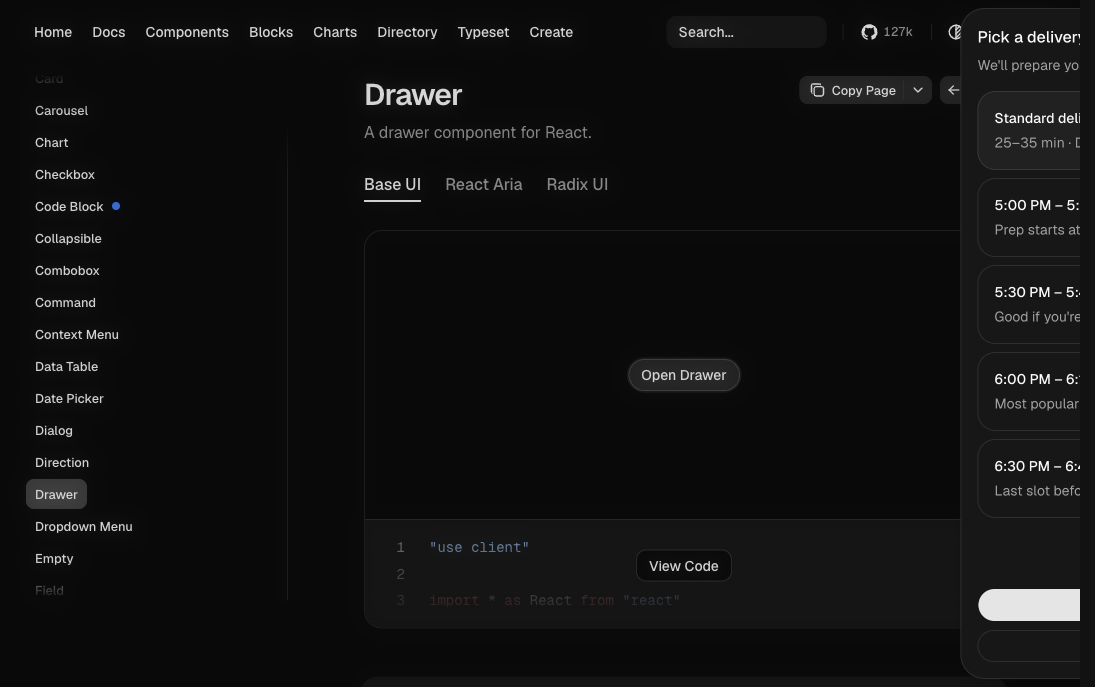 Home Docs Components Blocks Charts Directory Typeset Create
Search...
127k
Card
Carousel
Chart
Checkbox
Code Block
Collapsible
Combobox
Command
Context Menu
Data Table
Date Picker
Dialog
Direction
Drawer
Dropdown Menu
Empty
Field
Drawer
Copy Page
A drawer component for React.
Base UI React Aria Radix UI
Open Drawer
1 "use client"
2
View Code
3 import * as React from "react"
Pick a delivery
We'll prepare yo
Standard deli
25–35 min ·
5:00 PM – 5:
Prep starts at
5:30 PM – 5:
Good if you're
6:00 PM – 6:
Most popular
6:30 PM – 6:
Last slot befo